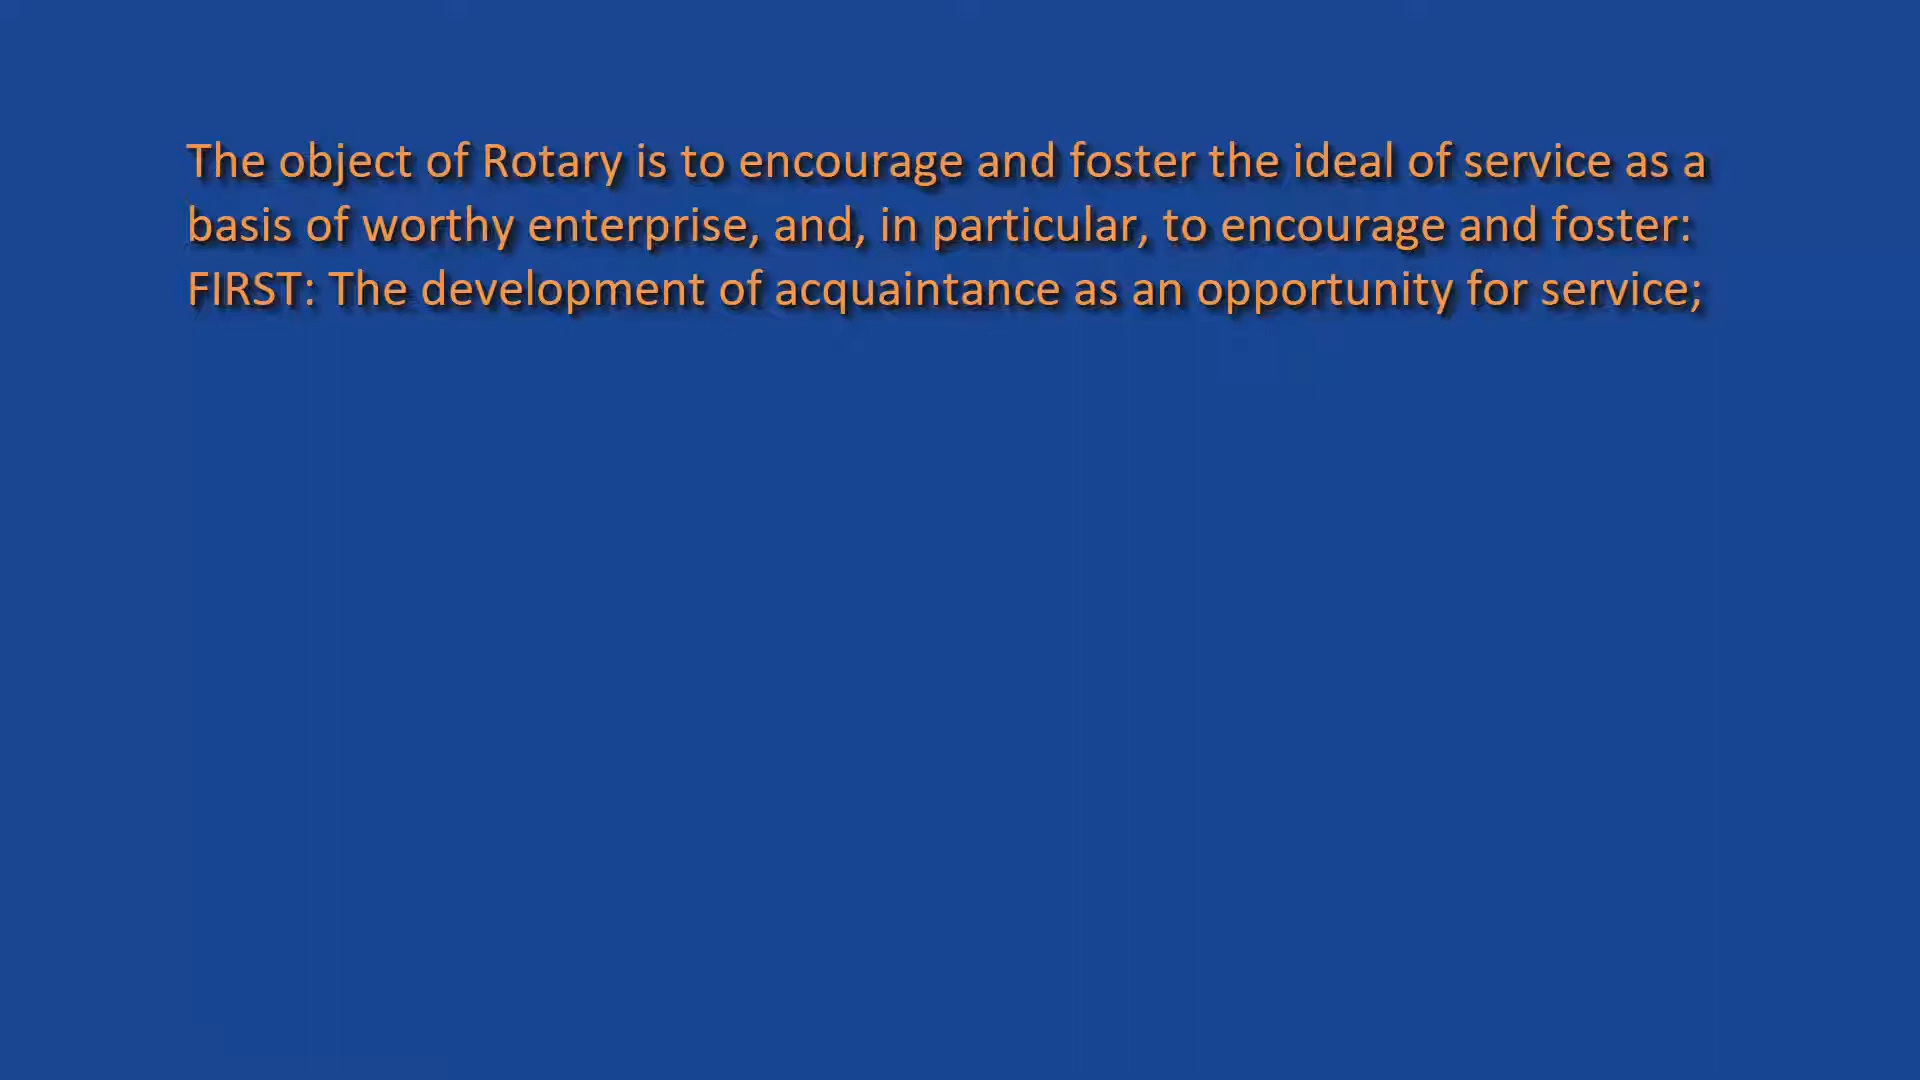 The object of Rotary is to encourage and foster the ideal of service as a
basis of worthy enterprise, and, in particular, to encourage and foster:
FIRST: The development of acquaintance as an opportunity for service;